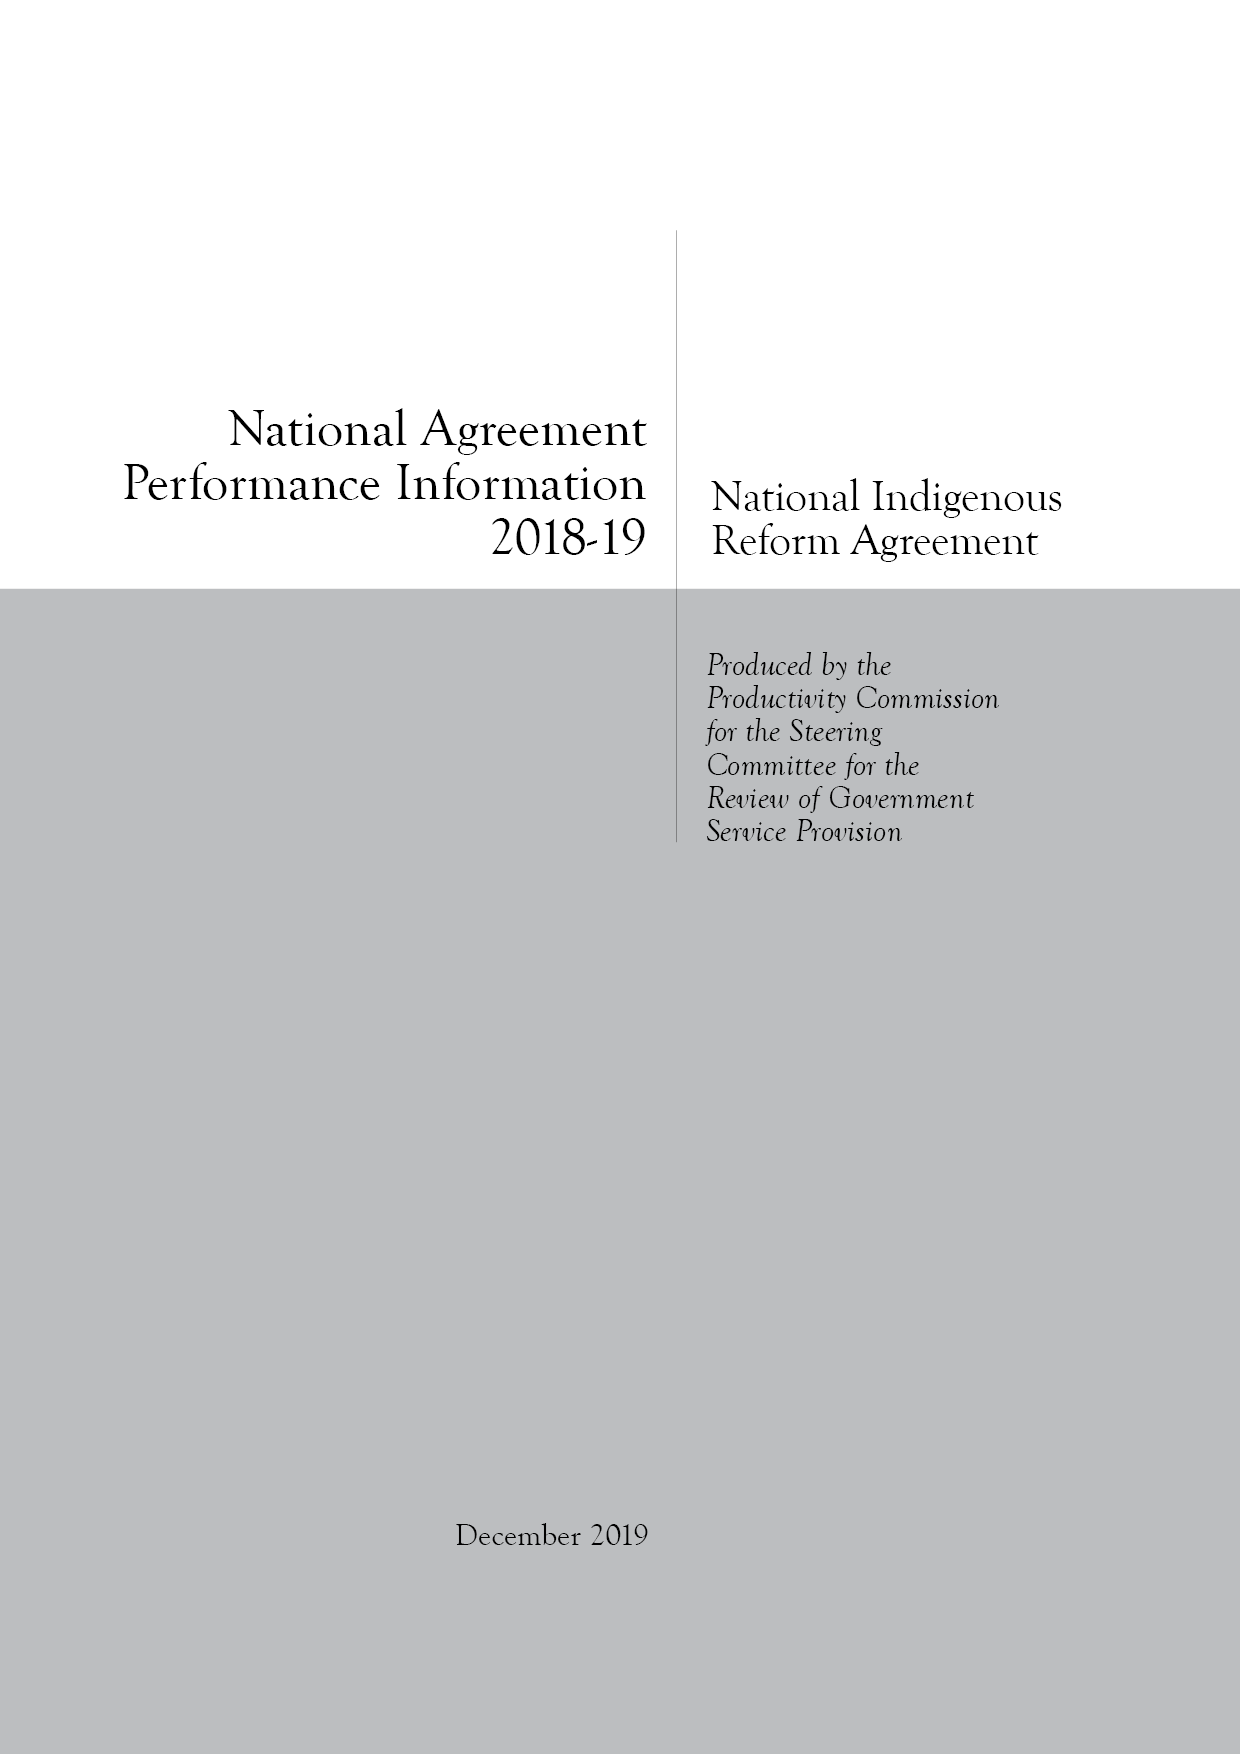 National Agreement
Performance Information
2018-19
National Indigenous
Reform Agreement
Produced by the
Productivity Commission
for the Steering
Committee for the
Review of Government
Service Provision
December 2019